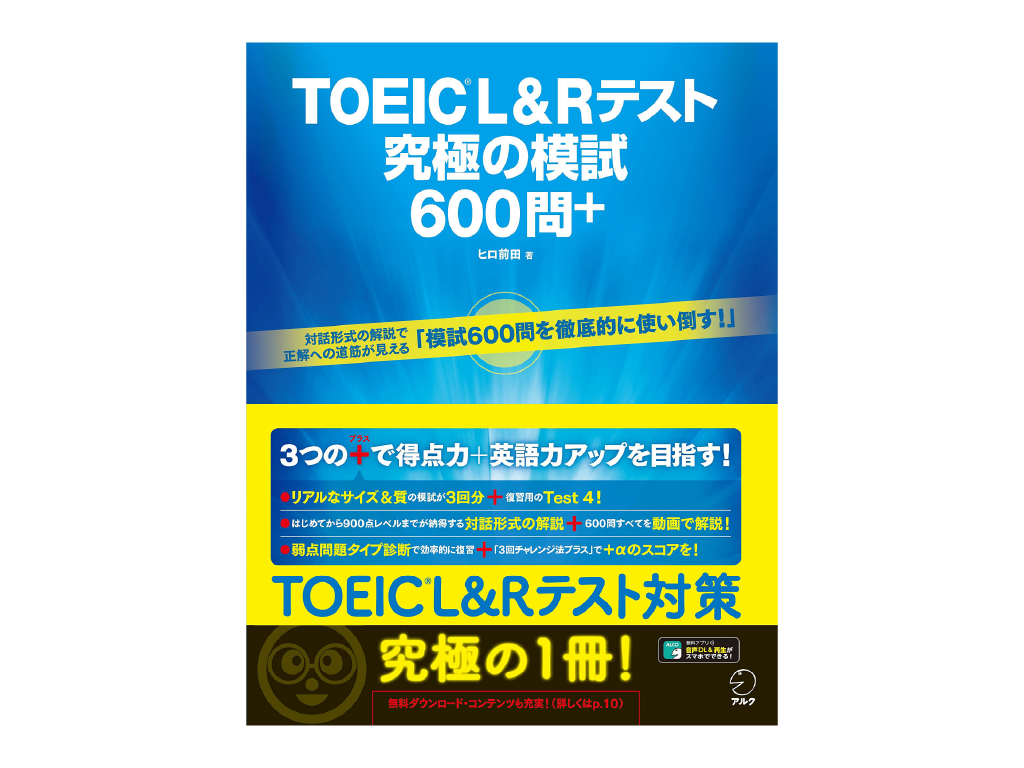 TOEIC® L&Rテスト
究極の模試
600問+
ヒロ前田 著
対話形式の解説で
正解への道筋が見える
「模試600問を徹底的に使い倒す!」
プラス
3つの+で得点力+英語力アップを目指す!
●リアルなサイズ&質の模試が3回分+復習用のTest 4!
●はじめてから900点レベルまでが納得する対話形式の解説+600問すべてを動画で解説!
●弱点問題タイプ診断で効率的に復習+「3回チャレンジ法プラス」で+αのスコアを!
TOEIC® L&Rテスト対策
究極の1冊!
ALCO
無料アプリで
音声DL&再生が
スマホでできる!
アルク
無料ダウンロード・コンテンツも充実!(詳しくはp.10)